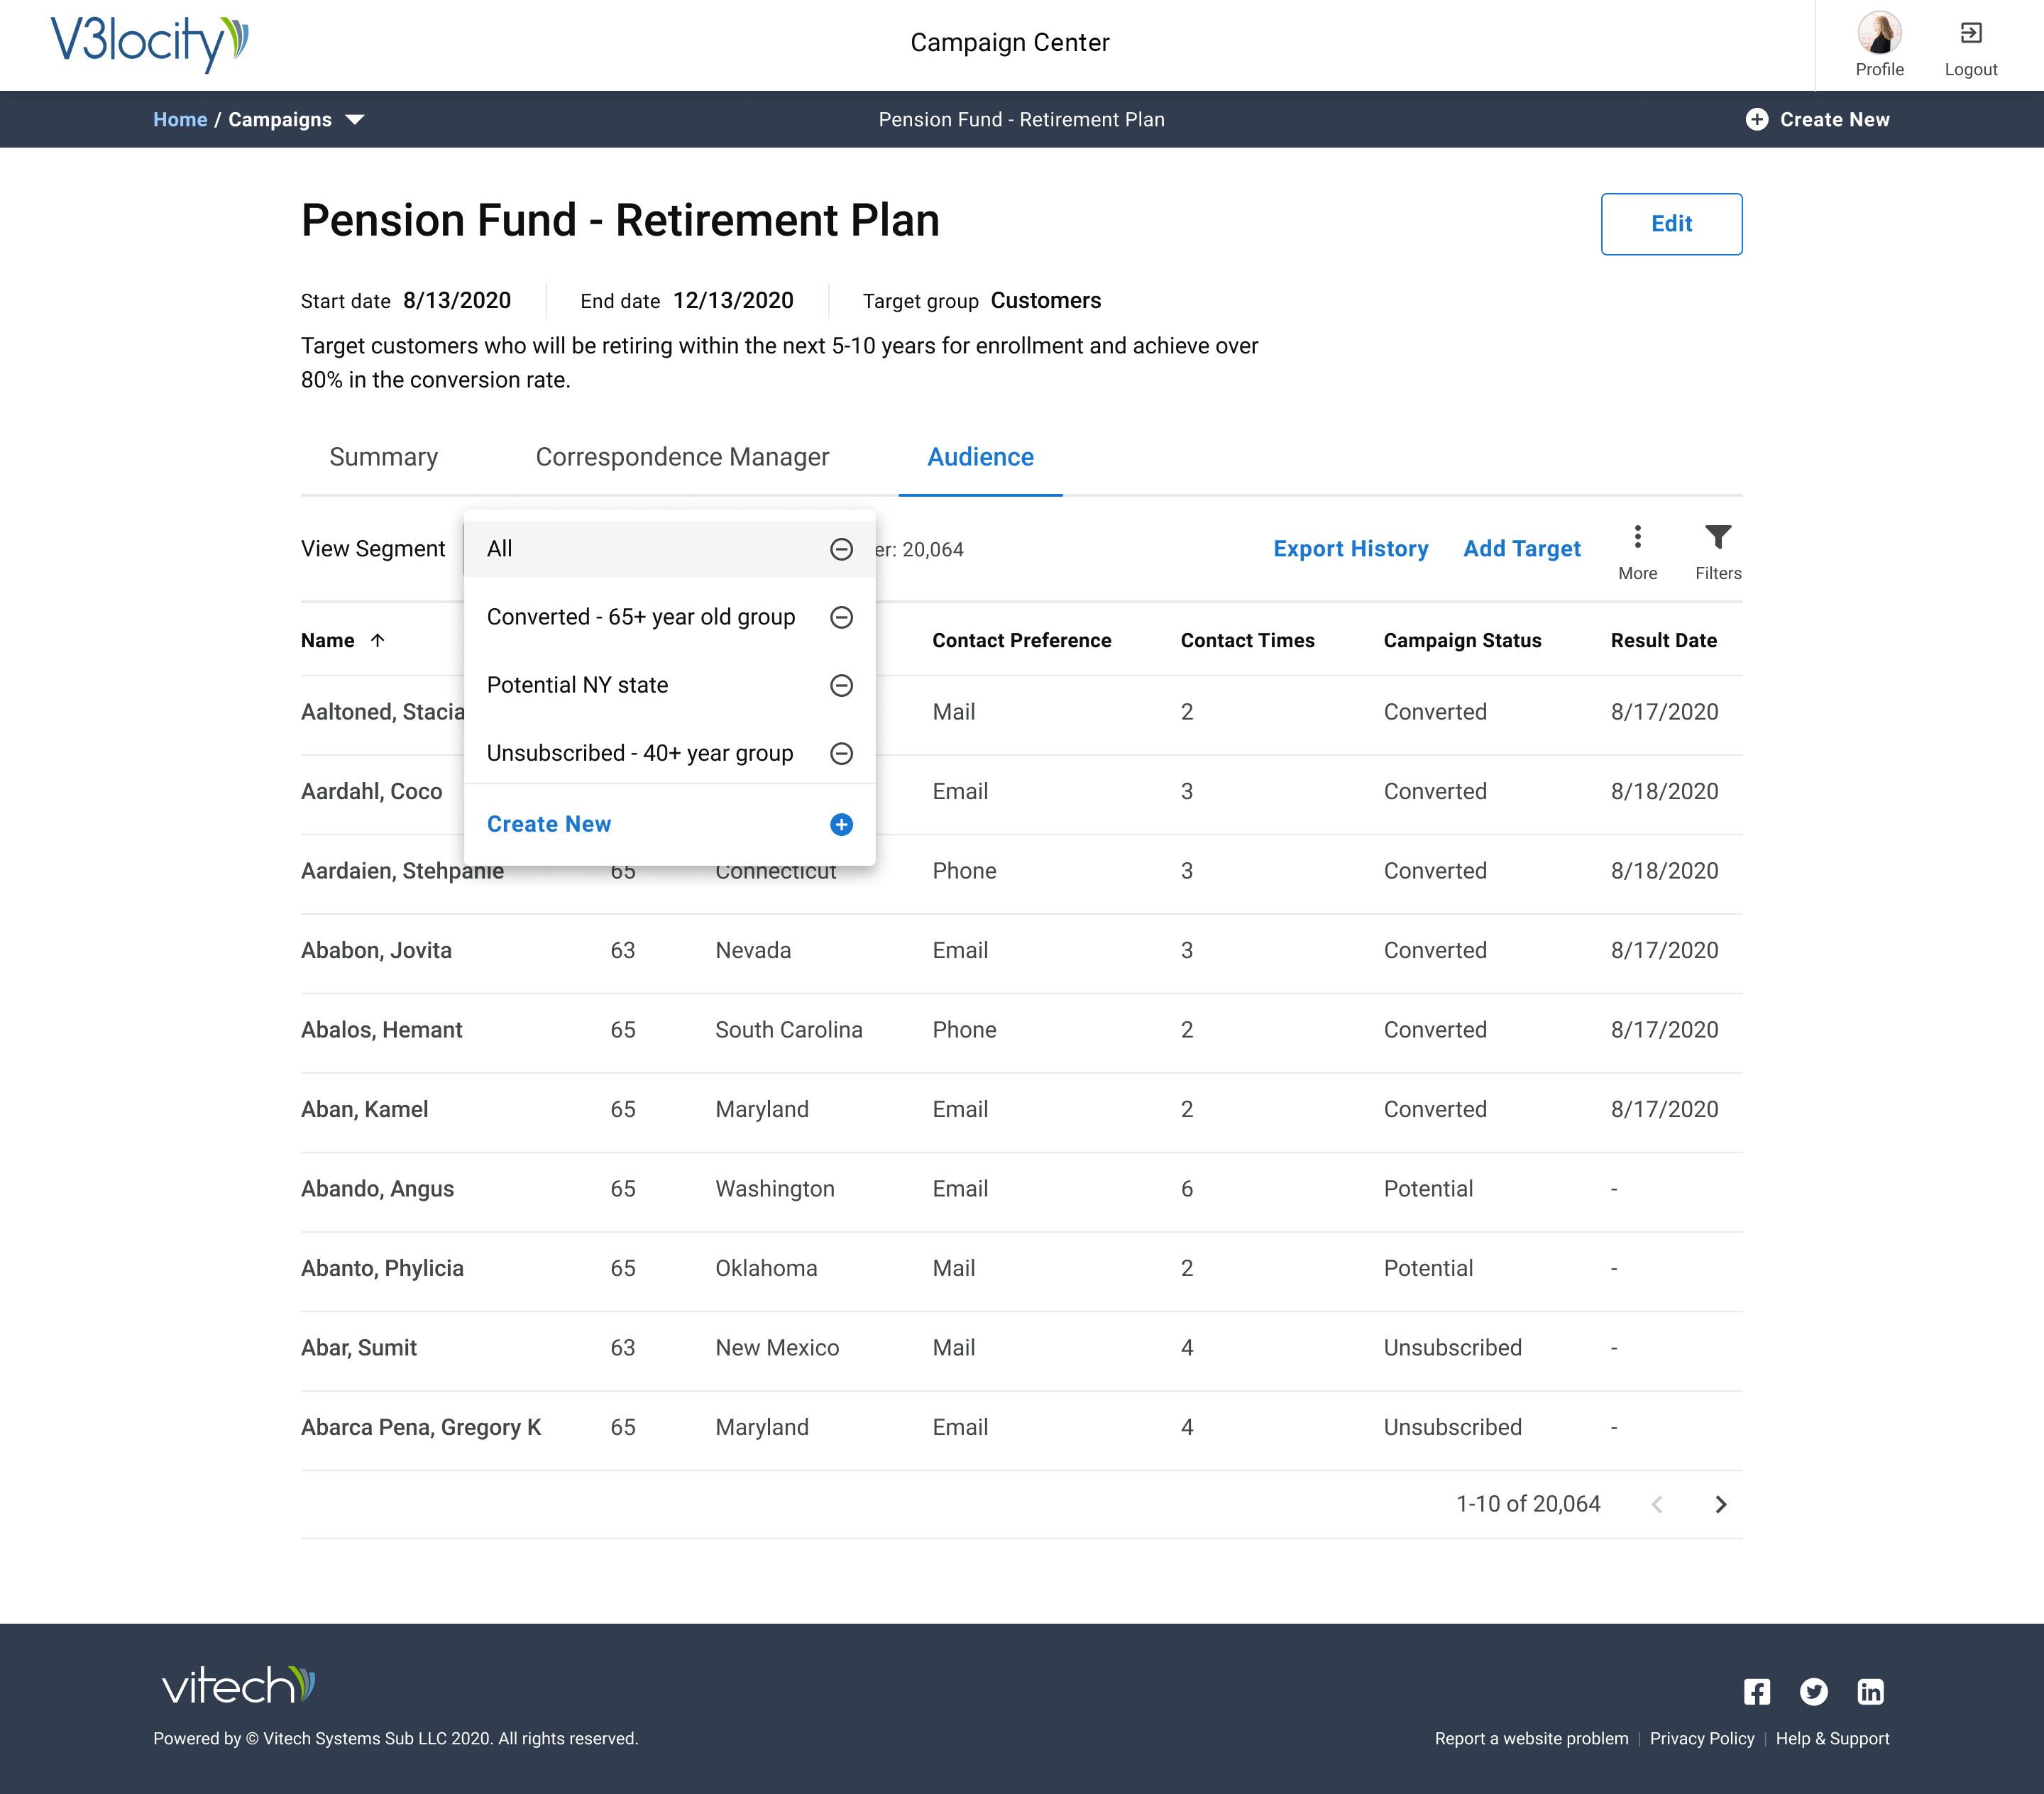 V3locity
Campaign Center
Profile
Logout
Home / Campaigns
Pension Fund - Retirement Plan
Create New
Pension Fund - Retirement Plan
Edit
Start date 8/13/2020
End date 12/13/2020
Target group Customers
Target customers who will be retiring within the next 5-10 years for enrollment and achieve over
80% in the conversion rate.
Summary
Correspondence Manager
Audience
View Segment
All
er: 20,064
Export History
Add Target
More
Filters
Converted - 65+ year old group
Potential NY state
Unsubscribed - 40+ year group
Create New
Name Contact Preference Contact Times Campaign Status Result Date
Aaltoned, Stacia Mail 2 Converted 8/17/2020
Aardahl, Coco Email 3 Converted 8/18/2020
Aardaien, Stehpanie 65 Connecticut Phone 3 Converted 8/18/2020
Ababon, Jovita 63 Nevada Email 3 Converted 8/17/2020
Abalos, Hemant 65 South Carolina Phone 2 Converted 8/17/2020
Aban, Kamel 65 Maryland Email 2 Converted 8/17/2020
Abando, Angus 65 Washington Email 6 Potential -
Abanto, Phylicia 65 Oklahoma Mail 2 Potential -
Abar, Sumit 63 New Mexico Mail 4 Unsubscribed -
Abarca Pena, Gregory K 65 Maryland Email 4 Unsubscribed -
1-10 of 20,064
vitech
Powered by © Vitech Systems Sub LLC 2020. All rights reserved.
Report a website problem | Privacy Policy | Help & Support